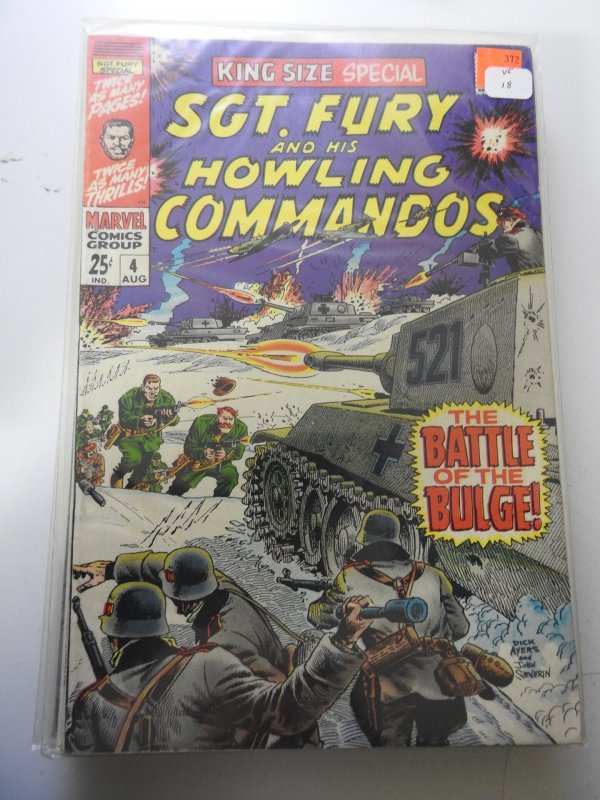 SGT. FURY
SPECIAL
TWICE
AS MANY
PAGES!
TWICE
AS MANY
THRILLS!
MARVEL
COMICS
GROUP
25¢
IND.
4
AUG
KING SIZE SPECIAL
SGT. FURY
AND HIS
HOWLING
COMMANDOS
372
VF
18
521
THE
BATTLE
OF THE
BULGE!
DICK
AYERS
and
JOHN
SEVERIN